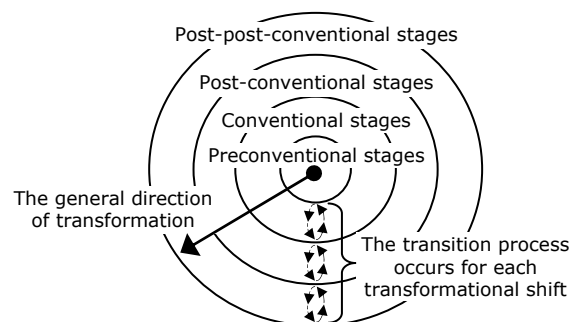 Post-post-conventional stages
Post-conventional stages
Conventional stages
Preconventional stages
The general direction
of transformation
The transition process
occurs for each
transformational shift